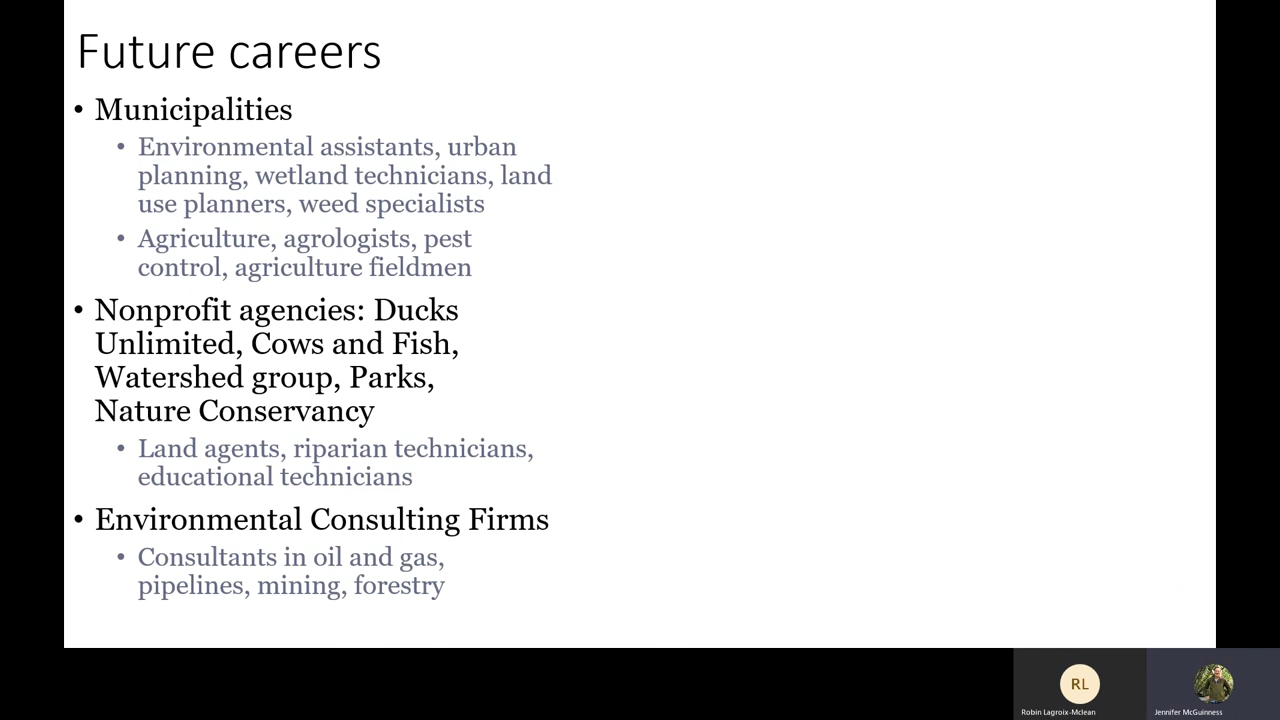 Future careers
• Municipalities
• Environmental assistants, urban
planning, wetland technicians, land
use planners, weed specialists
• Agriculture, agrologists, pest
control, agriculture fieldmen
• Nonprofit agencies: Ducks
Unlimited, Cows and Fish,
Watershed group, Parks,
Nature Conservancy
• Land agents, riparian technicians,
educational technicians
• Environmental Consulting Firms
• Consultants in oil and gas,
pipelines, mining, forestry
RL
Robin Lagroix-Mclean
Jennifer McGuinness